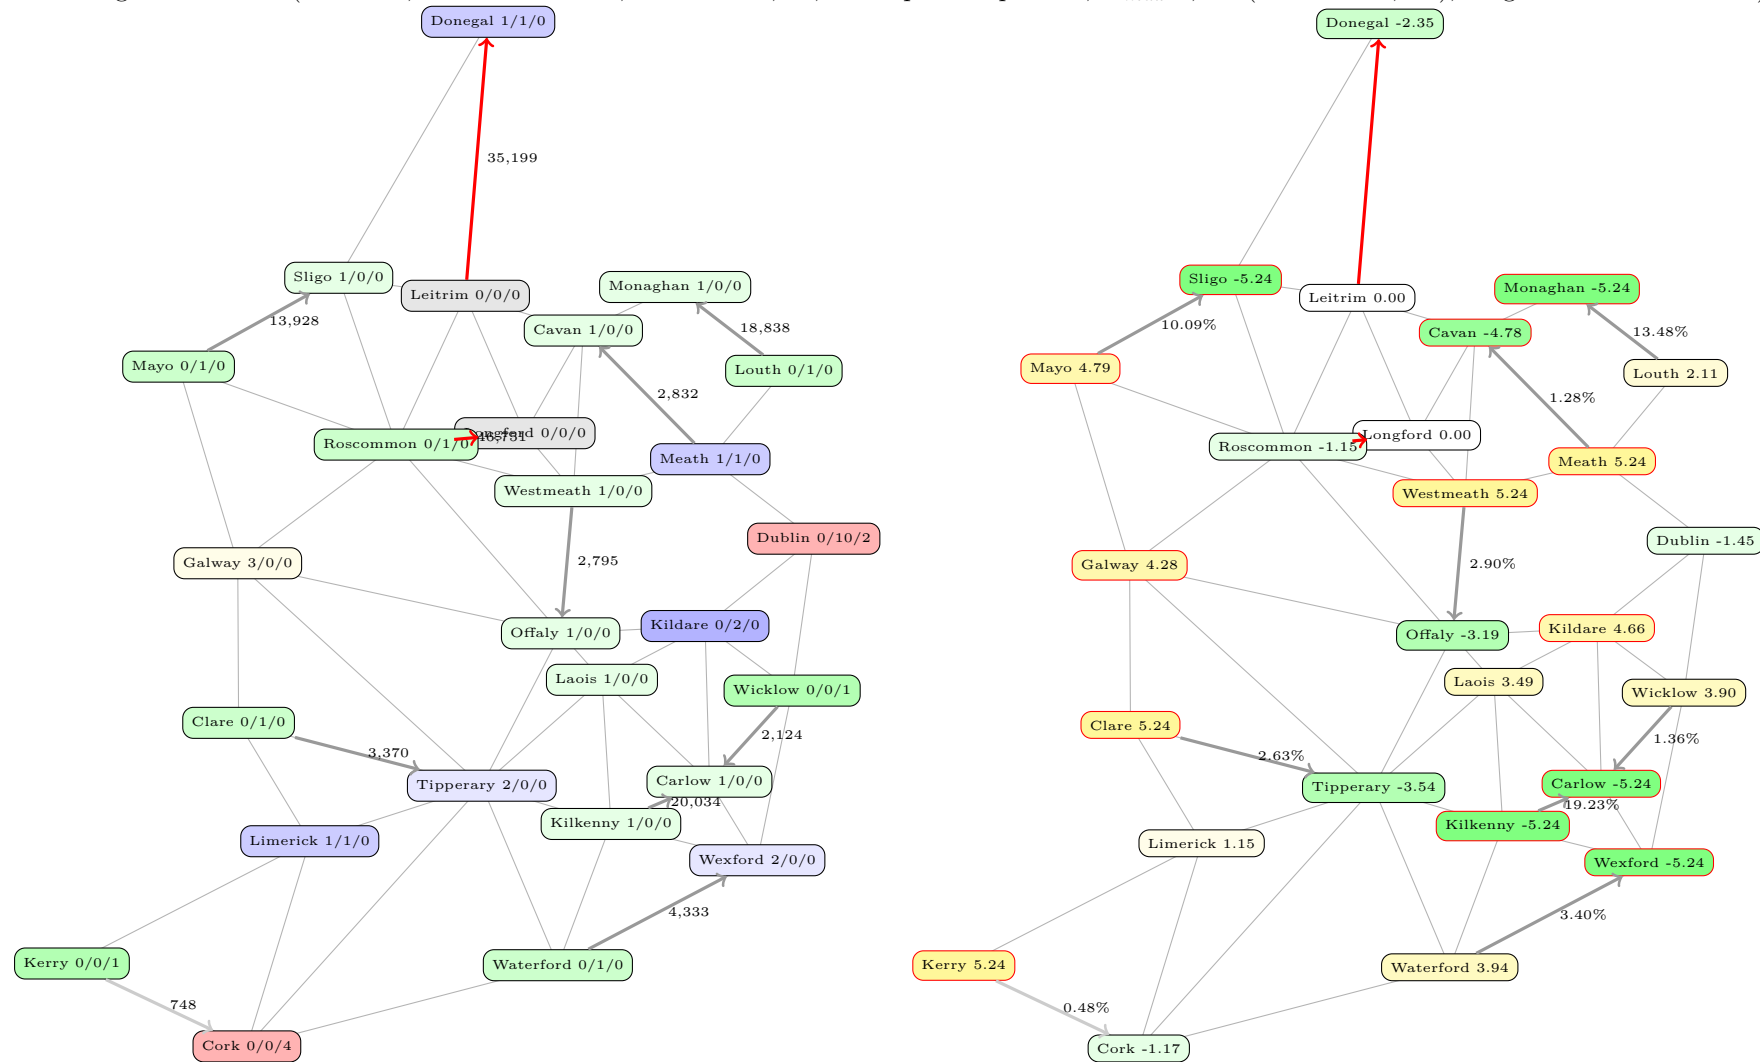 Donegal 1/1/0
35,199
Sligo 1/0/0
Leitrim 0/0/0
Monaghan 1/0/0
13,928
Cavan 1/0/0
18,838
Mayo 0/1/0
Louth 0/1/0
2,832
Roscommon 0/1/0
Longford 0/0/0
Meath 1/1/0
Westmeath 1/0/0
Dublin 0/10/2
Galway 3/0/0
2,795
Offaly 1/0/0
Kildare 0/2/0
Laois 1/0/0
Wicklow 0/0/1
Clare 0/1/0
3,370
2,124
Tipperary 2/0/0
Carlow 1/0/0
20,034
Kilkenny 1/0/0
Limerick 1/1/0
Wexford 2/0/0
4,333
Kerry 0/0/1
Waterford 0/1/0
748
Cork 0/0/4
Donegal -2.35
Sligo -5.24
Leitrim 0.00
Monaghan -5.24
10.09%
Cavan -4.78
13.48%
Mayo 4.79
Louth 2.11
1.28%
Roscommon -1.15
Longford 0.00
Meath 5.24
Westmeath 5.24
Dublin -1.45
Galway 4.28
2.90%
Offaly -3.19
Kildare 4.66
Laois 3.49
Wicklow 3.90
Clare 5.24
2.63%
1.36%
Tipperary -3.54
Carlow -5.24
19.23%
Kilkenny -5.24
Limerick 1.15
Wexford -5.24
3.40%
Kerry 5.24
Waterford 3.94
0.48%
Cork -1.17